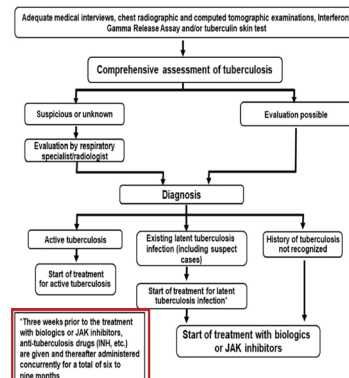 Adequate medical interviews, chest radiographic and computed tomographic examinations, Interferon
Gamma Release Assay and/or tuberculin skin test
Comprehensive assessment of tuberculosis
Suspicious or unknown
Evaluation possible
Evaluation by respiratory
specialist/radiologist
Diagnosis
Active tuberculosis
Existing latent tuberculosis
infection (including suspect
cases)
History of tuberculosis
not recognized
Start of treatment
for active tuberculosis
Start of treatment for latent
tuberculosis infection*
*Three weeks prior to the treatment
with biologics or JAK inhibitors,
anti-tuberculosis drugs (INH, etc.)
are given and thereafter administered
concurrently for a total of six to
nine months
Start of treatment with biologics
or JAK inhibitors